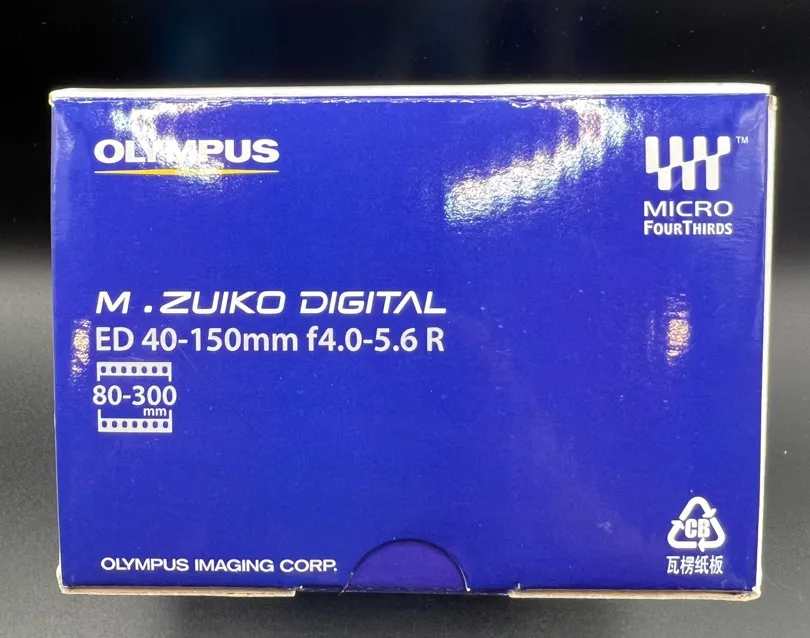 OLYMPUS
TM
MICRO
FOURTHIRDS
M.ZUIKO DIGITAL
ED 40-150mm f4.0-5.6 R
80-300
mm
CB
瓦楞纸板
OLYMPUS IMAGING CORP.